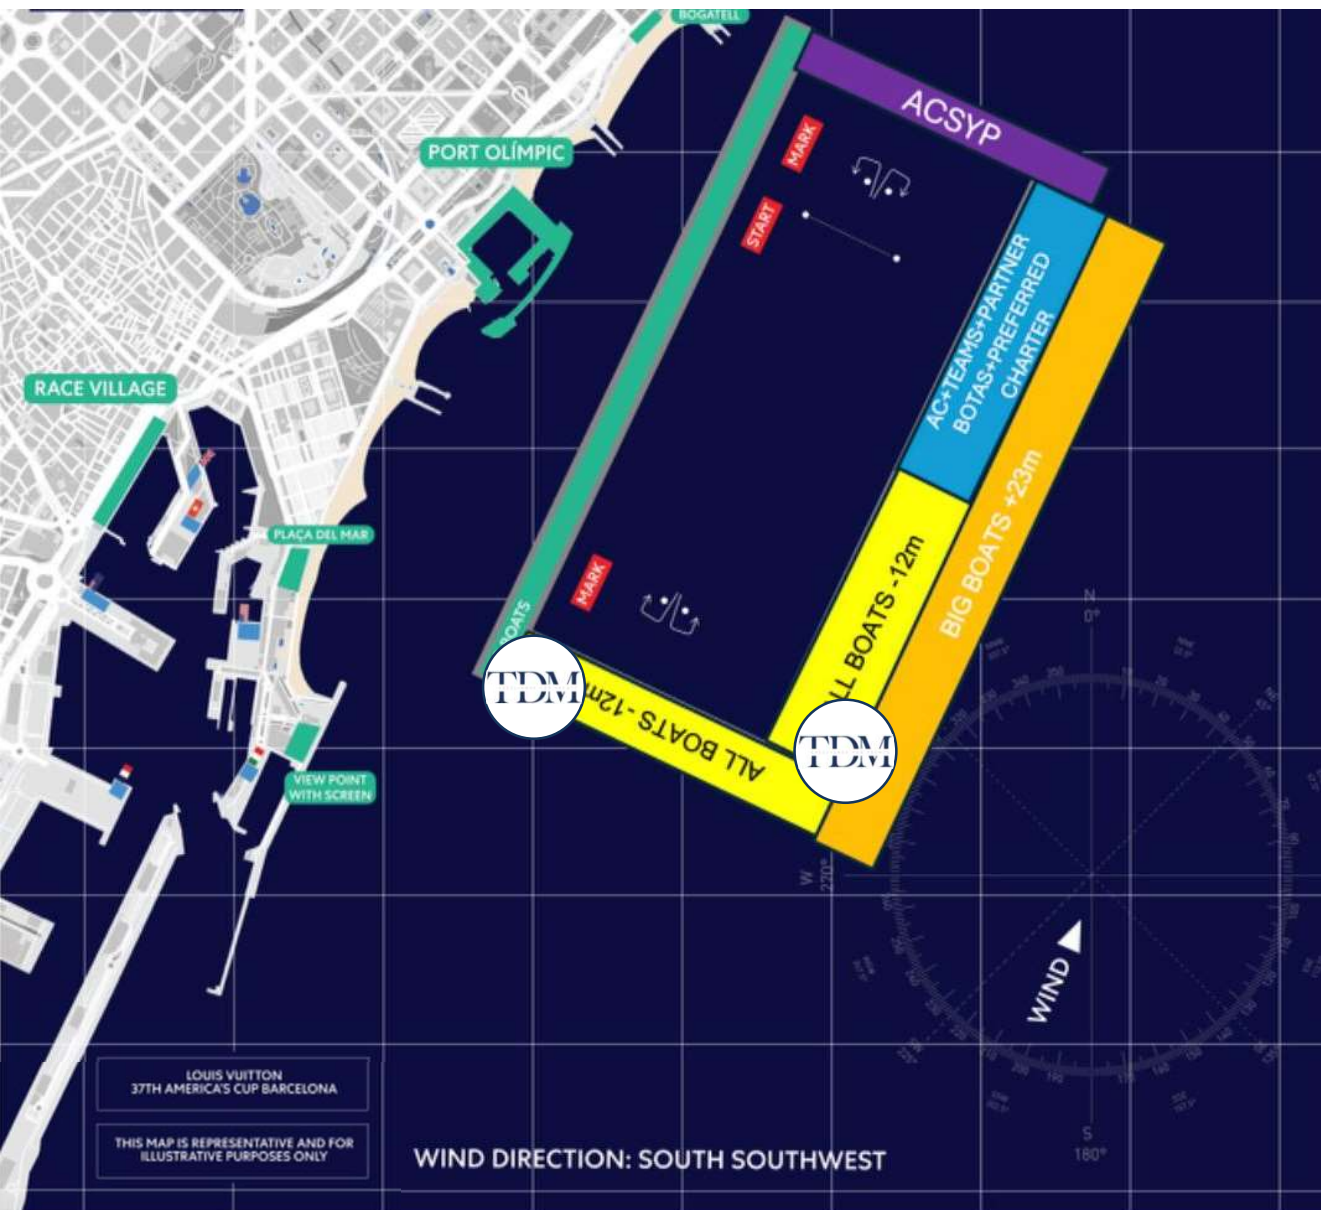 BOGATELL
ACSYP
MARK
PORT OLÍMPIC
START
AC+TEAMS+PARTNER
BOTAS+PREFERRED
CHARTER
RACE VILLAGE
BIG BOATS +23m
PLAÇA DEL MAR
LL BOATS -12m
MARK
BOATS
N
0°
TDM
ALL BOATS -12m
TDM
VIEW POINT
WITH SCREEN
W
270°
WIND
LOUIS VUITTON
37TH AMERICA'S CUP BARCELONA
THIS MAP IS REPRESENTATIVE AND FOR
ILLUSTRATIVE PURPOSES ONLY
WIND DIRECTION: SOUTH SOUTHWEST
S
180°